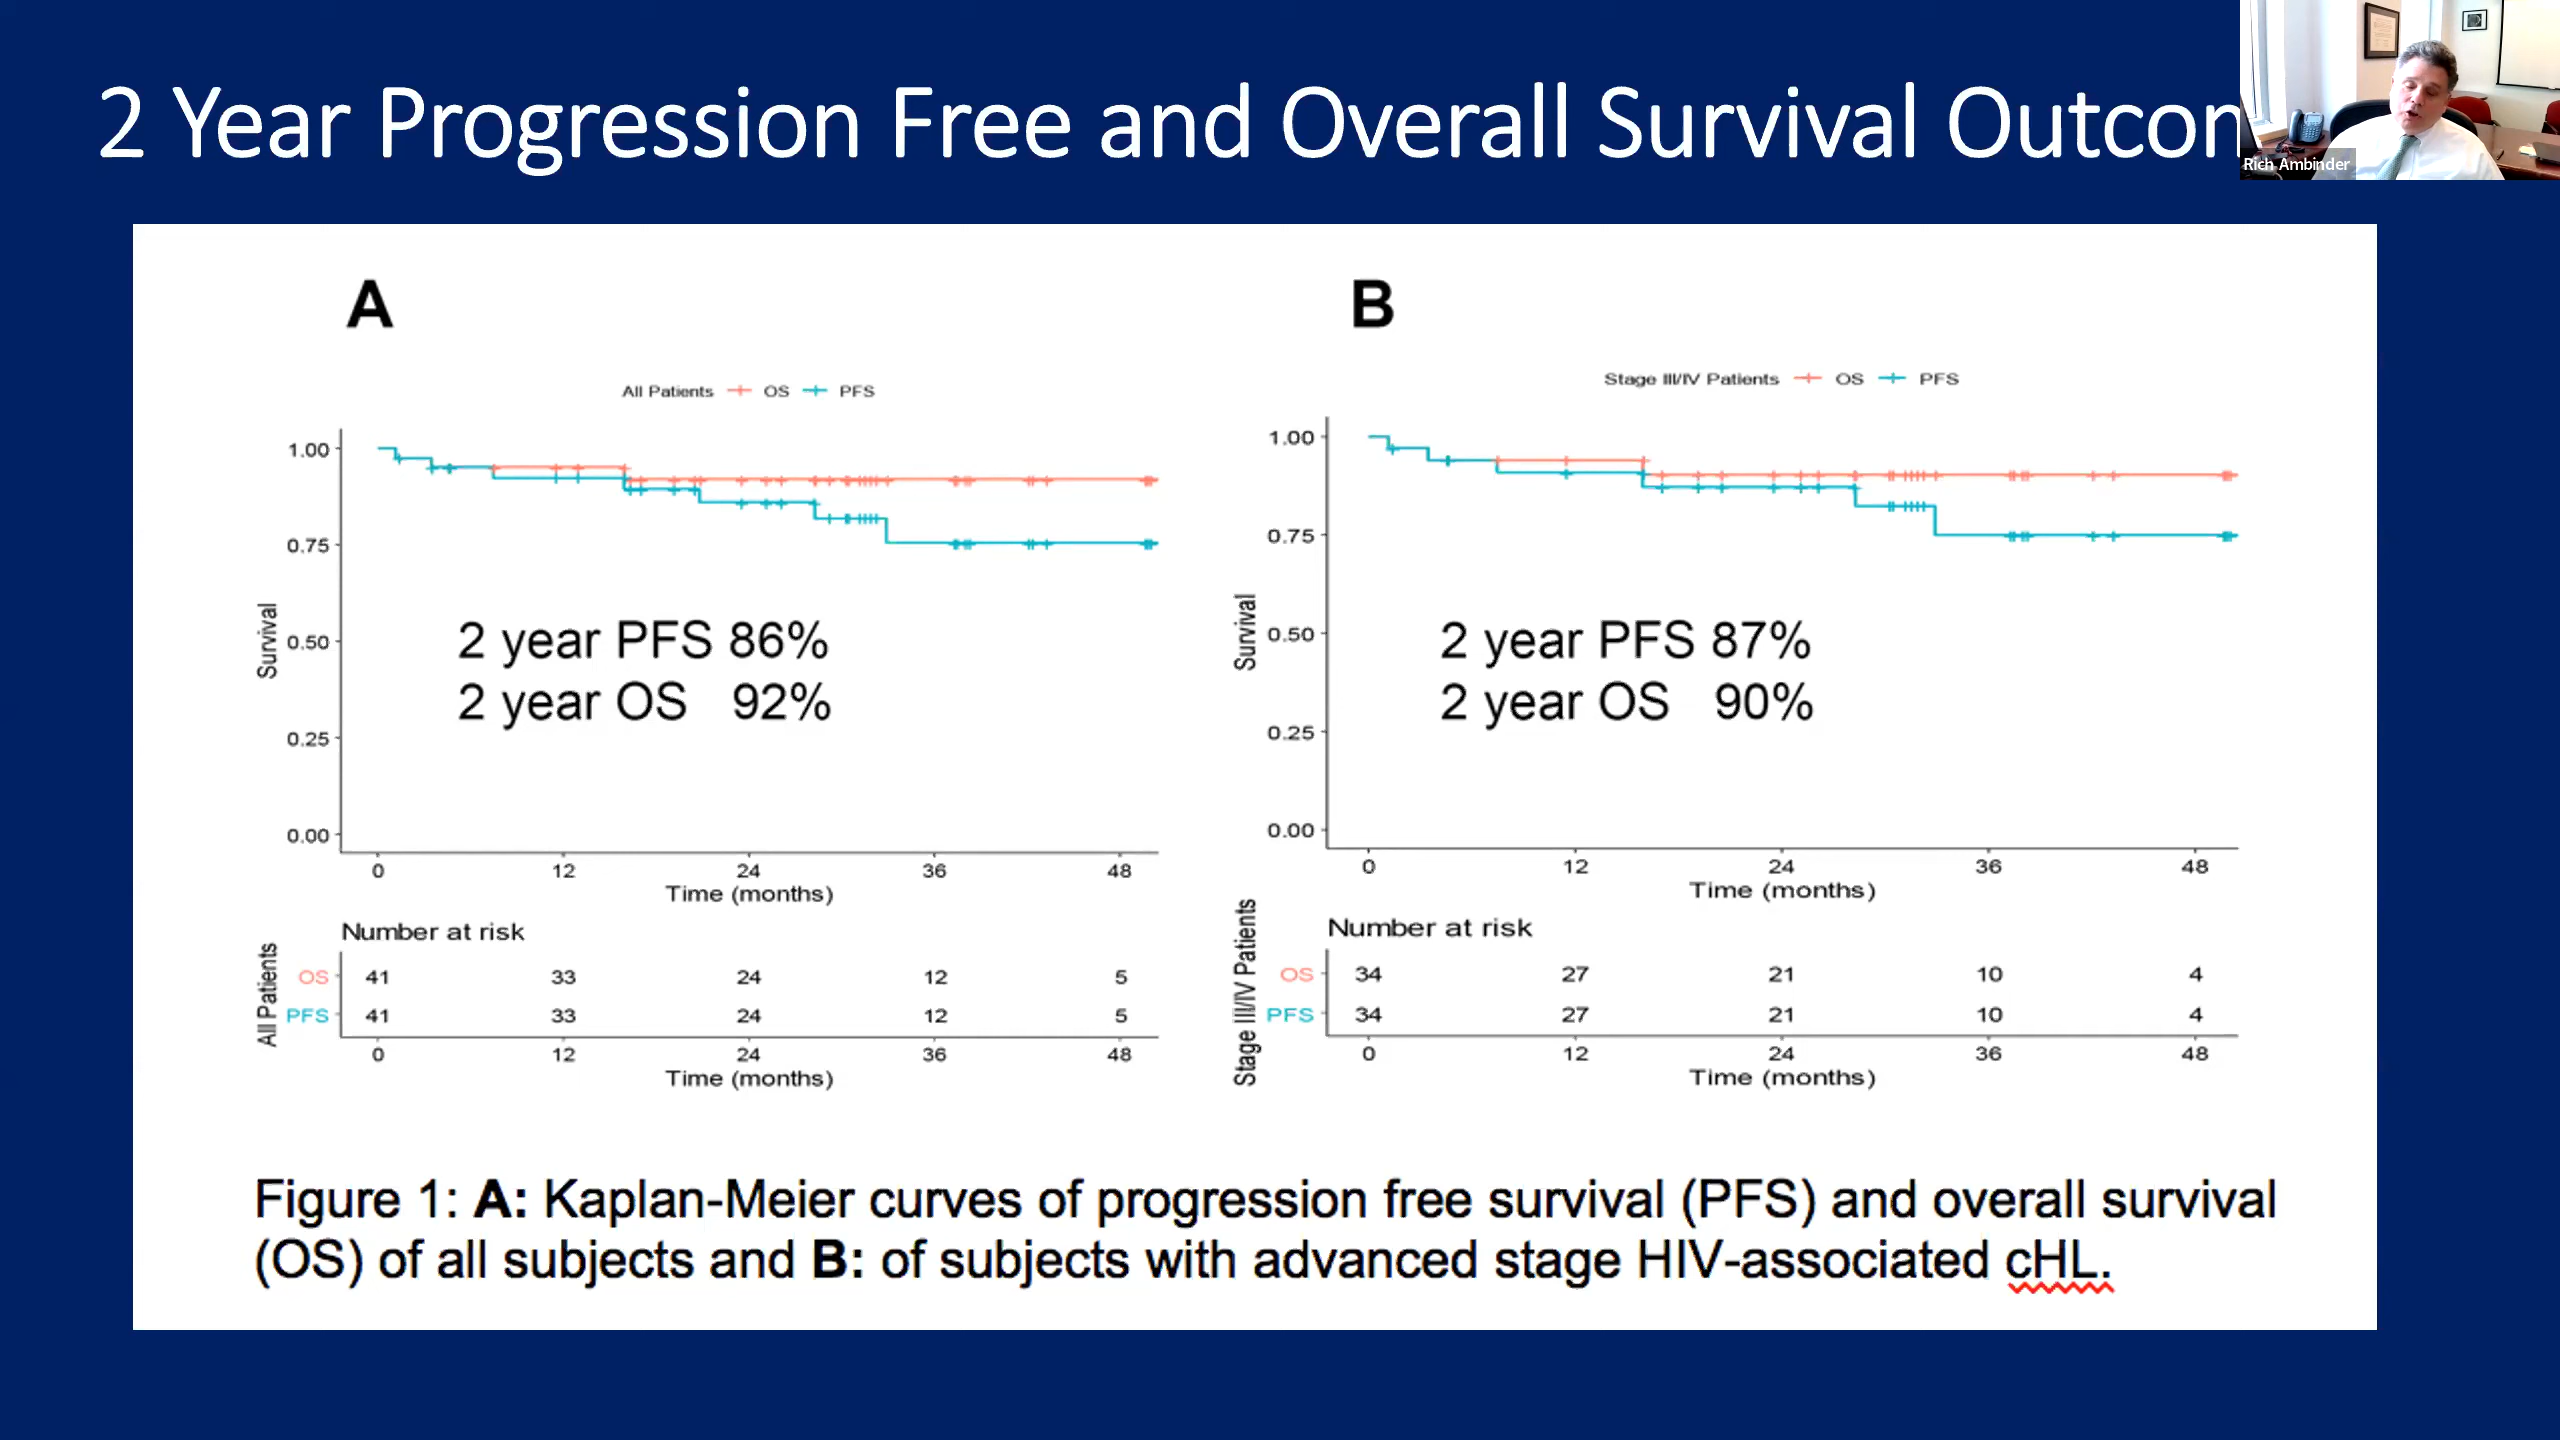 2 Year Progression Free and Overall Survival Outcom
Rich Ambinder
A
All Patients OS PFS
1.00
0.75
0.50
0.25
0.00
Survival
2 year PFS 86%
2 year OS 92%
0 12 24 36 48
Time (months)
Number at risk
All Patients
OS 41 33 24 12 5
PFS 41 33 24 12 5
0 12 24 36 48
Time (months)
B
Stage III/IV Patients OS PFS
1.00
0.75
0.50
0.25
0.00
Survival
2 year PFS 87%
2 year OS 90%
0 12 24 36 48
Time (months)
Number at risk
Stage III/IV Patients
OS 34 27 21 10 4
PFS 34 27 21 10 4
0 12 24 36 48
Time (months)
Figure 1: A: Kaplan-Meier curves of progression free survival (PFS) and overall survival
(OS) of all subjects and B: of subjects with advanced stage HIV-associated cHL.